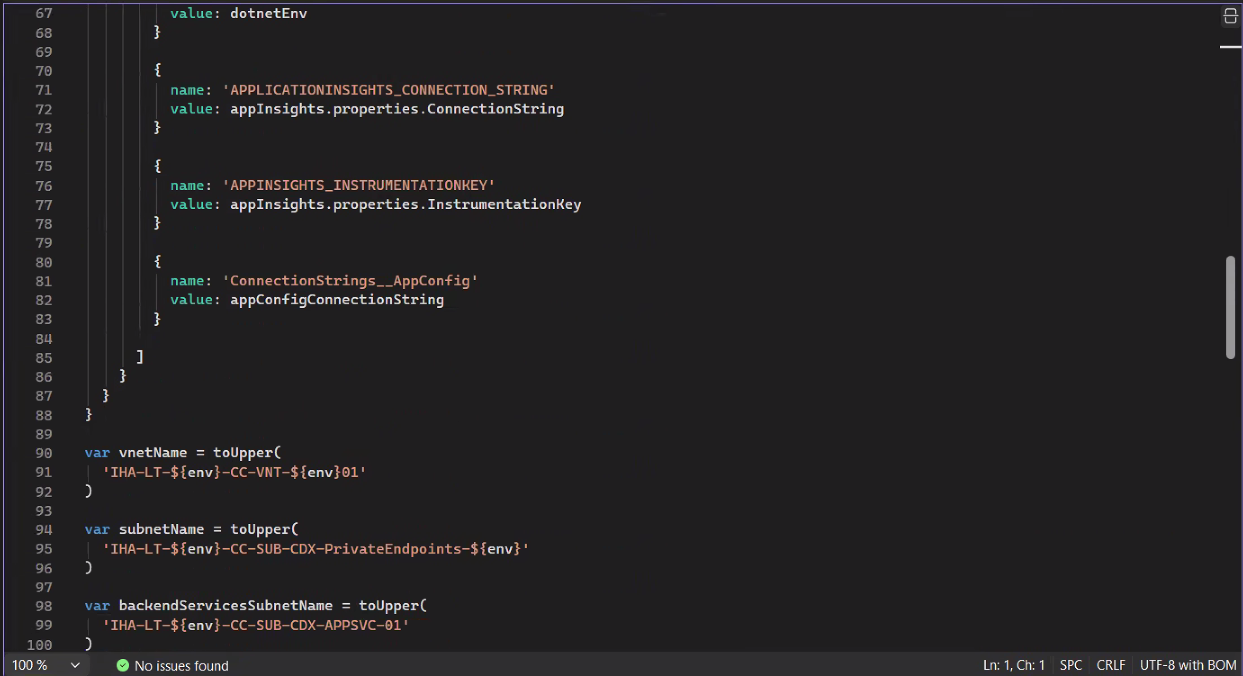 67 value: dotnetEnv
68 }
69
70 {
71 name: 'APPLICATIONINSIGHTS_CONNECTION_STRING'
72 value: appInsights.properties.ConnectionString
73 }
74
75 {
76 name: 'APPINSIGHTS_INSTRUMENTATIONKEY'
77 value: appInsights.properties.InstrumentationKey
78 }
79
80 {
81 name: 'ConnectionStrings__AppConfig'
82 value: appConfigConnectionString
83 }
84
85 ]
86 }
87 }
88 }
89
90 var vnetName = toUpper(
91 'IHA-LT-${env}-CC-VNT-${env}01'
92 )
93
94 var subnetName = toUpper(
95 'IHA-LT-${env}-CC-SUB-CDX-PrivateEndpoints-${env}'
96 )
97
98 var backendServicesSubnetName = toUpper(
99 'IHA-LT-${env}-CC-SUB-CDX-APPSVC-01'
100 )
100 % No issues found Ln: 1, Ch: 1 SPC CRLF UTF-8 with BOM